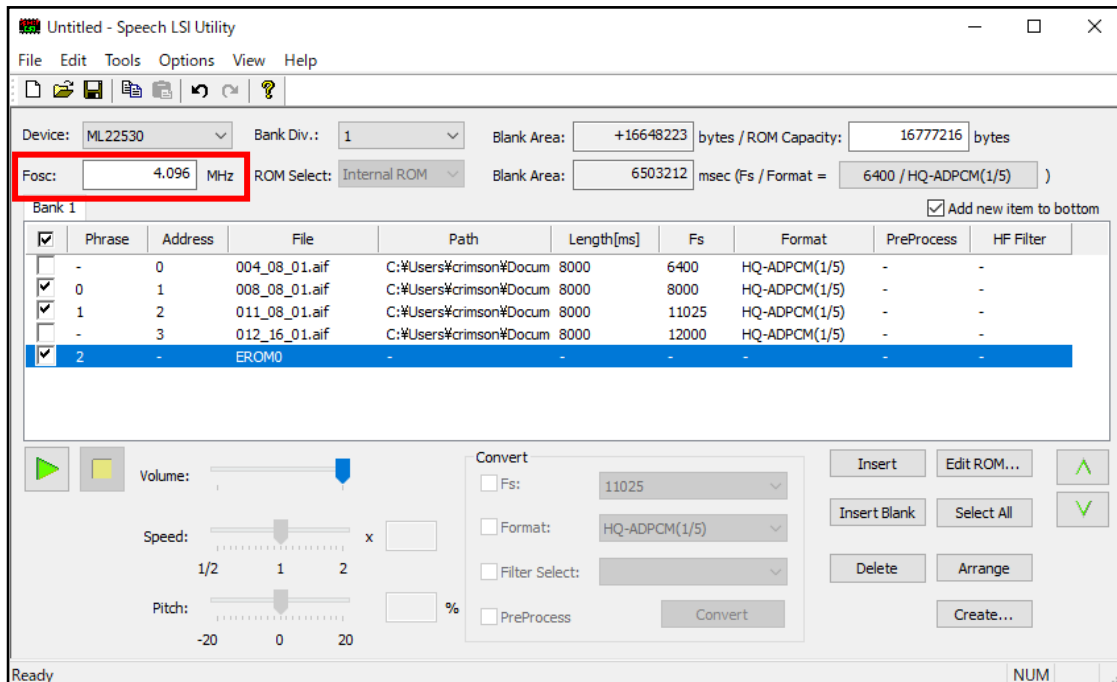 Untitled - Speech LSI Utility
File Edit Tools Options View Help
Device: ML22530 Bank Div.: 1 Blank Area: +16648223 bytes / ROM Capacity: 16777216 bytes
Fosc: 4.096 MHz ROM Select: Internal ROM Blank Area: 6503212 msec (Fs / Format = 6400 / HQ-ADPCM(1/5) )
Bank 1 Add new item to bottom
Phrase Address File Path Length[ms] Fs Format PreProcess HF Filter
- 0 004_08_01.aif C:¥Users¥crimson¥Docum 8000 6400 HQ-ADPCM(1/5) - -
0 1 008_08_01.aif C:¥Users¥crimson¥Docum 8000 8000 HQ-ADPCM(1/5) - -
1 2 011_08_01.aif C:¥Users¥crimson¥Docum 8000 11025 HQ-ADPCM(1/5) - -
- 3 012_16_01.aif C:¥Users¥crimson¥Docum 8000 12000 HQ-ADPCM(1/5) - -
2 - EROM0 - - - - - -
Convert
Volume:
Fs: 11025
Insert Edit ROM...
Speed: x
1/2 1 2
Format: HQ-ADPCM(1/5)
Insert Blank Select All
Filter Select:
Delete Arrange
Pitch: %
-20 0 20
PreProcess Convert
Create...
Ready NUM